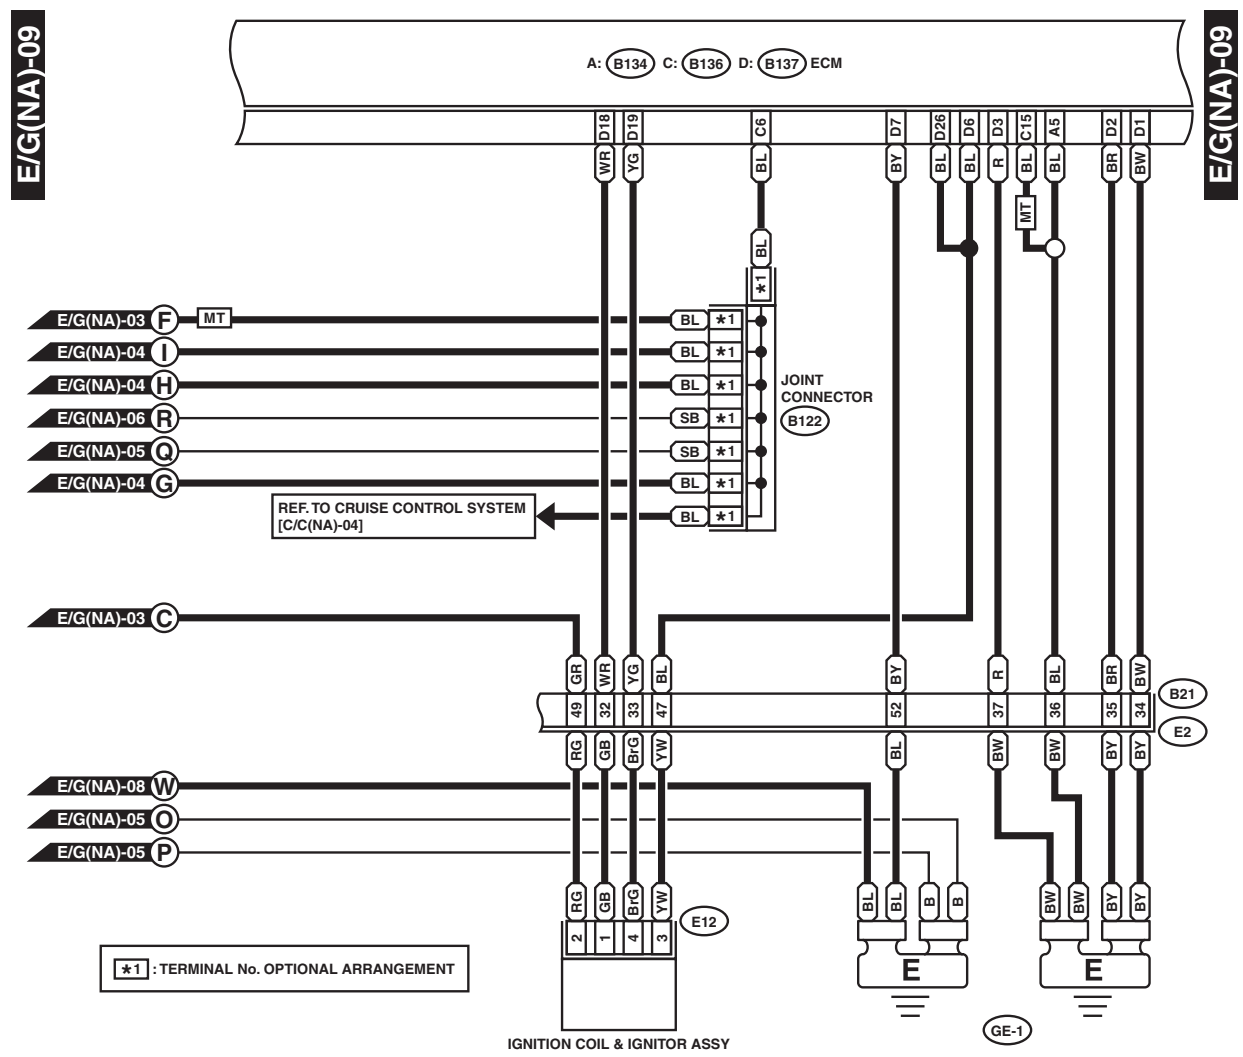 E/G(NA)-09
E/G(NA)-09
A: B134 C: B136 D: B137 ECM
D18 D19 C6 D7 D26 D6 D3 C15 A5 D2 D1
WR YG BL BY BL BL R BL BL BR BW
MT
BL
*1
E/G(NA)-03 F MT BL *1
E/G(NA)-04 I BL *1
E/G(NA)-04 H BL *1
JOINT
CONNECTOR
B122
E/G(NA)-06 R SB *1
E/G(NA)-05 Q SB *1
E/G(NA)-04 G BL *1
REF. TO CRUISE CONTROL SYSTEM
[C/C(NA)-04]
BL *1
E/G(NA)-03 C
GR WR YG BL BY R BL BR BW
B21
49 32 33 47 52 37 36 35 34
E2
RG GB BrG YW BL BW BW BY BY
E/G(NA)-08 W
E/G(NA)-05 O
E/G(NA)-05 P
RG GB BrG YW BL BL B B BW BW BY BY
E12
2 1 4 3
E E
*1 : TERMINAL No. OPTIONAL ARRANGEMENT
GE-1
IGNITION COIL & IGNITOR ASSY